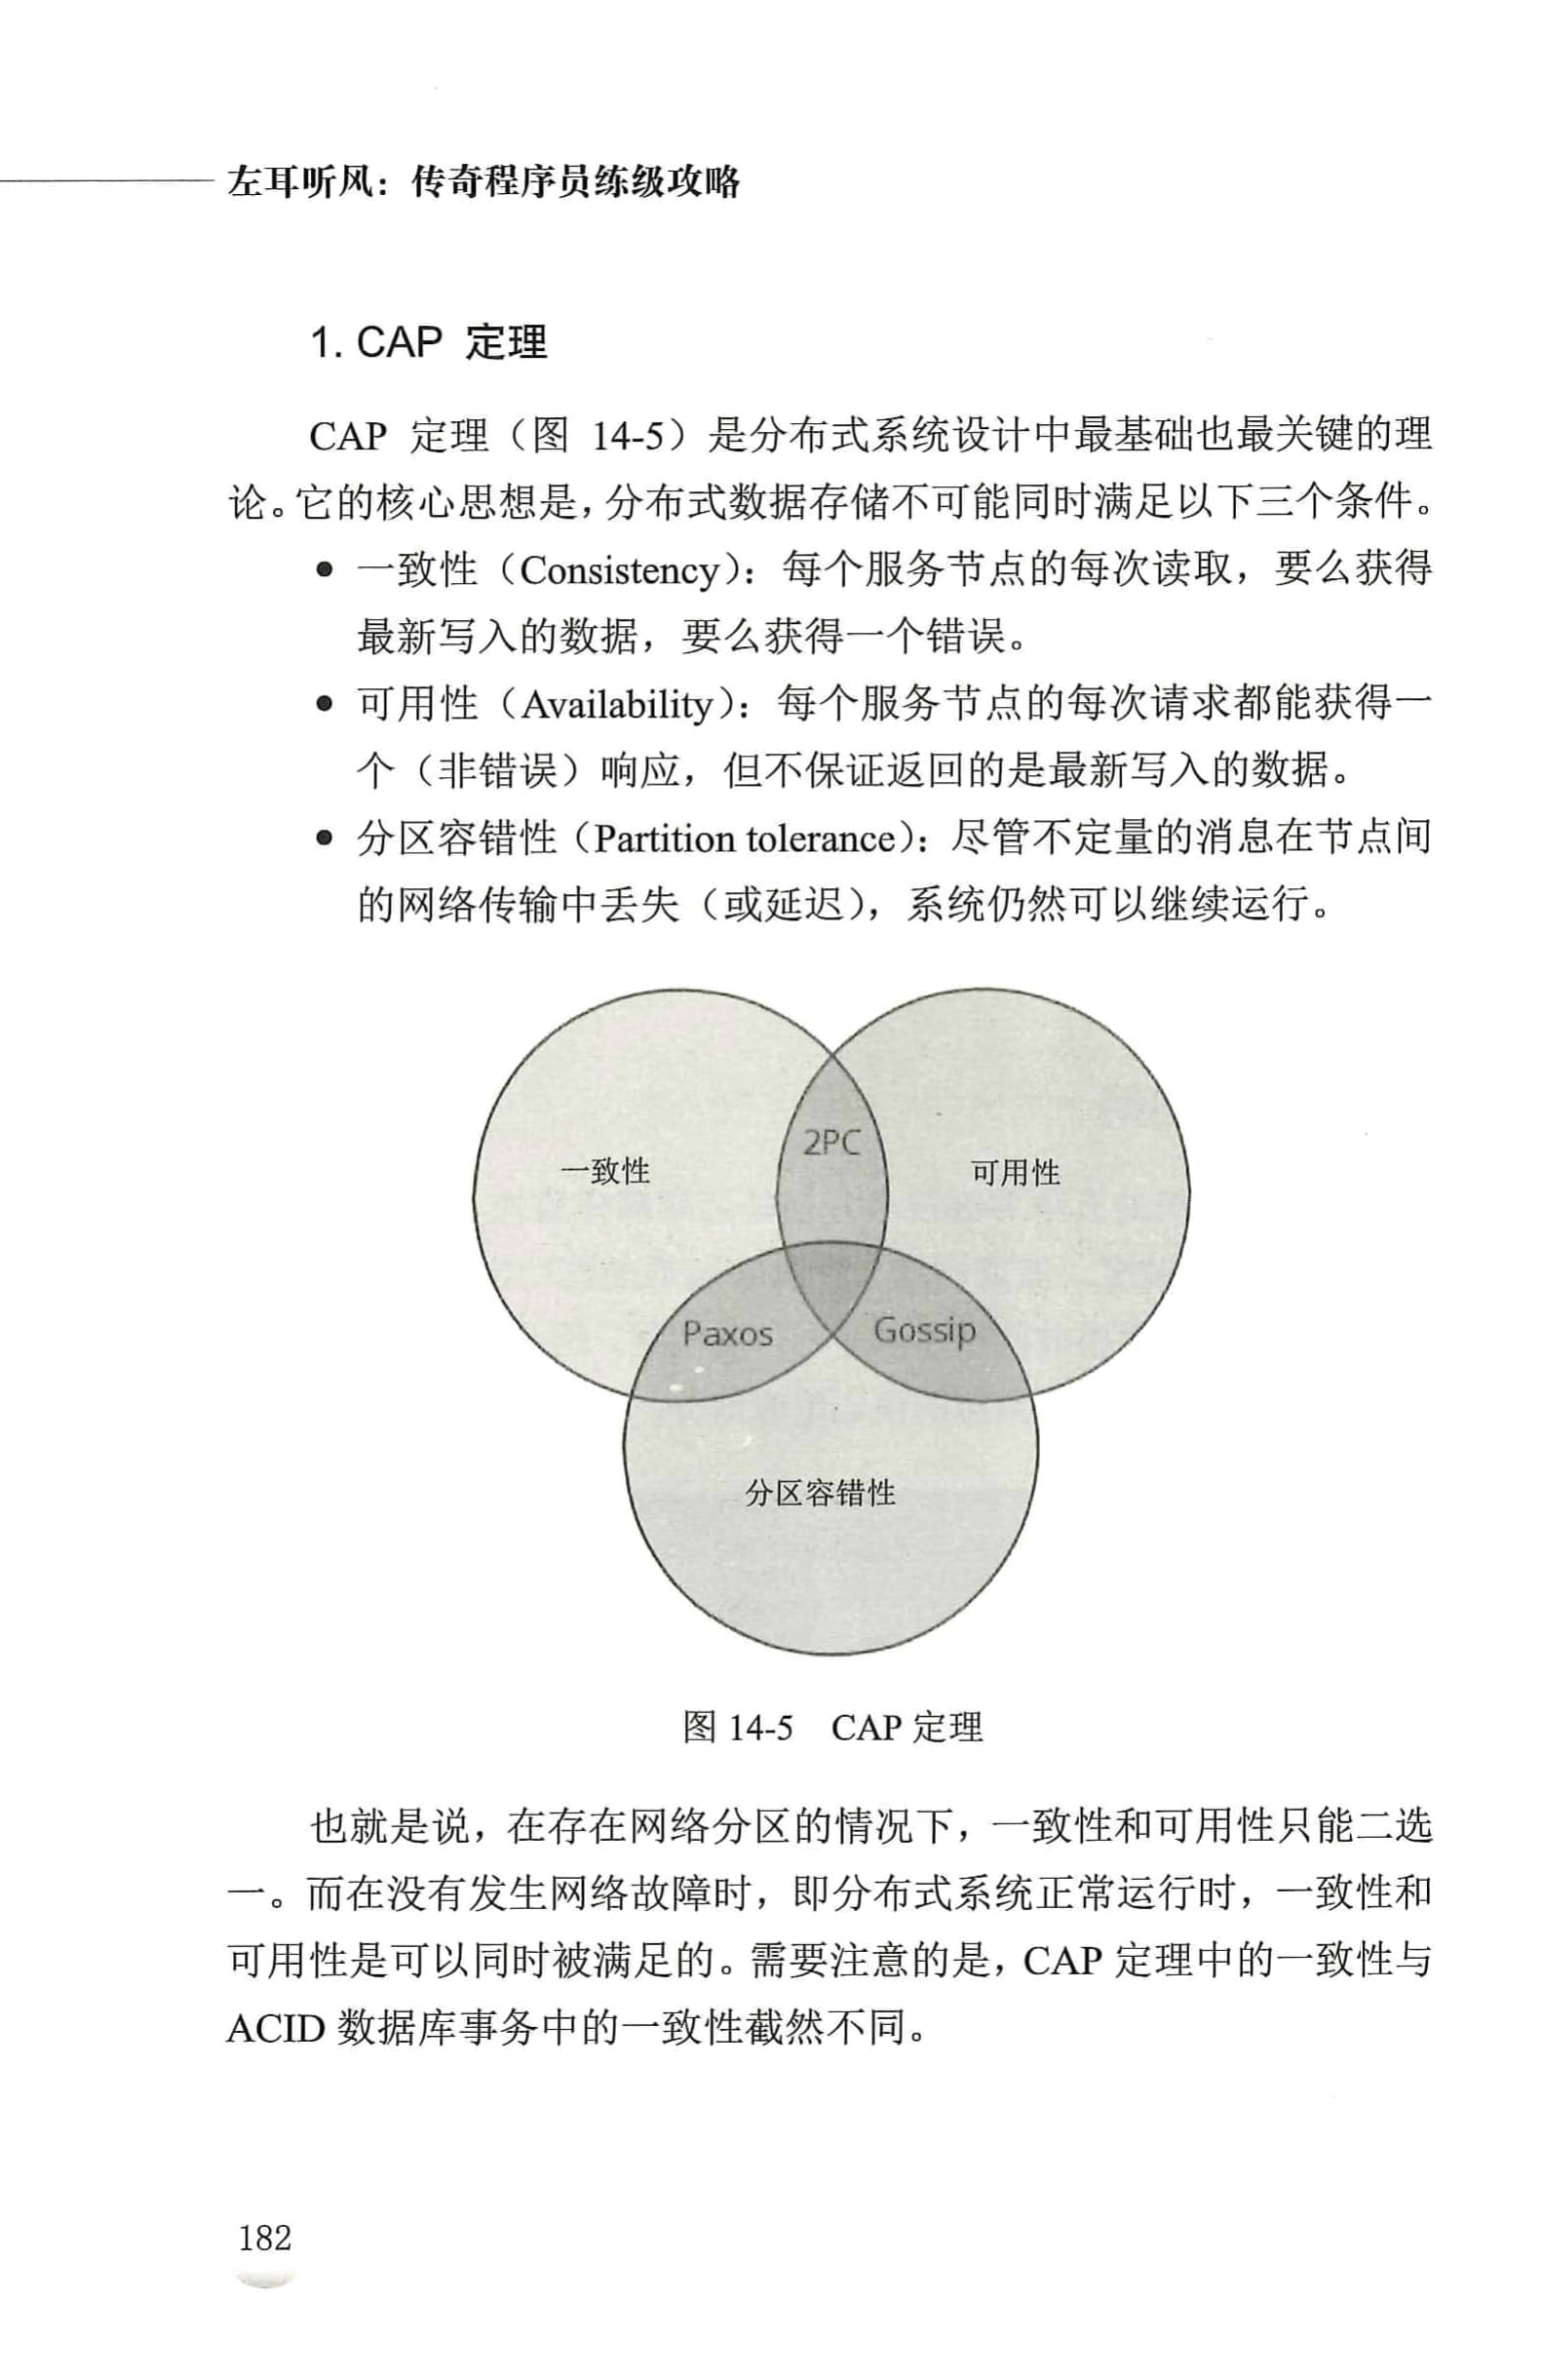 左耳听风：传奇程序员练级攻略
1. CAP 定理
CAP 定理（图 14-5）是分布式系统设计中最基础也最关键的理
论。它的核心思想是，分布式数据存储不可能同时满足以下三个条件。
● 一致性（Consistency）：每个服务节点的每次读取，要么获得
最新写入的数据，要么获得一个错误。
● 可用性（Availability）：每个服务节点的每次请求都能获得一
个（非错误）响应，但不保证返回的是最新写入的数据。
● 分区容错性（Partition tolerance）：尽管不定量的消息在节点间
的网络传输中丢失（或延迟），系统仍然可以继续运行。
2PC
一致性
可用性
Paxos
Gossip
分区容错性
图 14-5 CAP 定理
也就是说，在存在网络分区的情况下，一致性和可用性只能二选
一。而在没有发生网络故障时，即分布式系统正常运行时，一致性和
可用性是可以同时被满足的。需要注意的是，CAP 定理中的一致性与
ACID 数据库事务中的一致性截然不同。
182